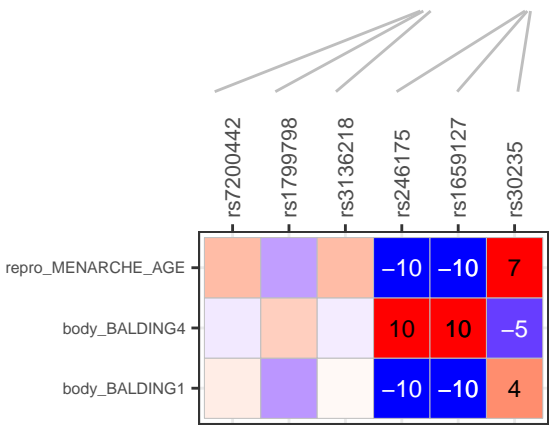 rs7200442
rs1799798
rs3136218
rs246175
rs1659127
rs30235
repro_MENARCHE_AGE −10 −10 7
body_BALDING4 10 10 −5
body_BALDING1 −10 −10 4